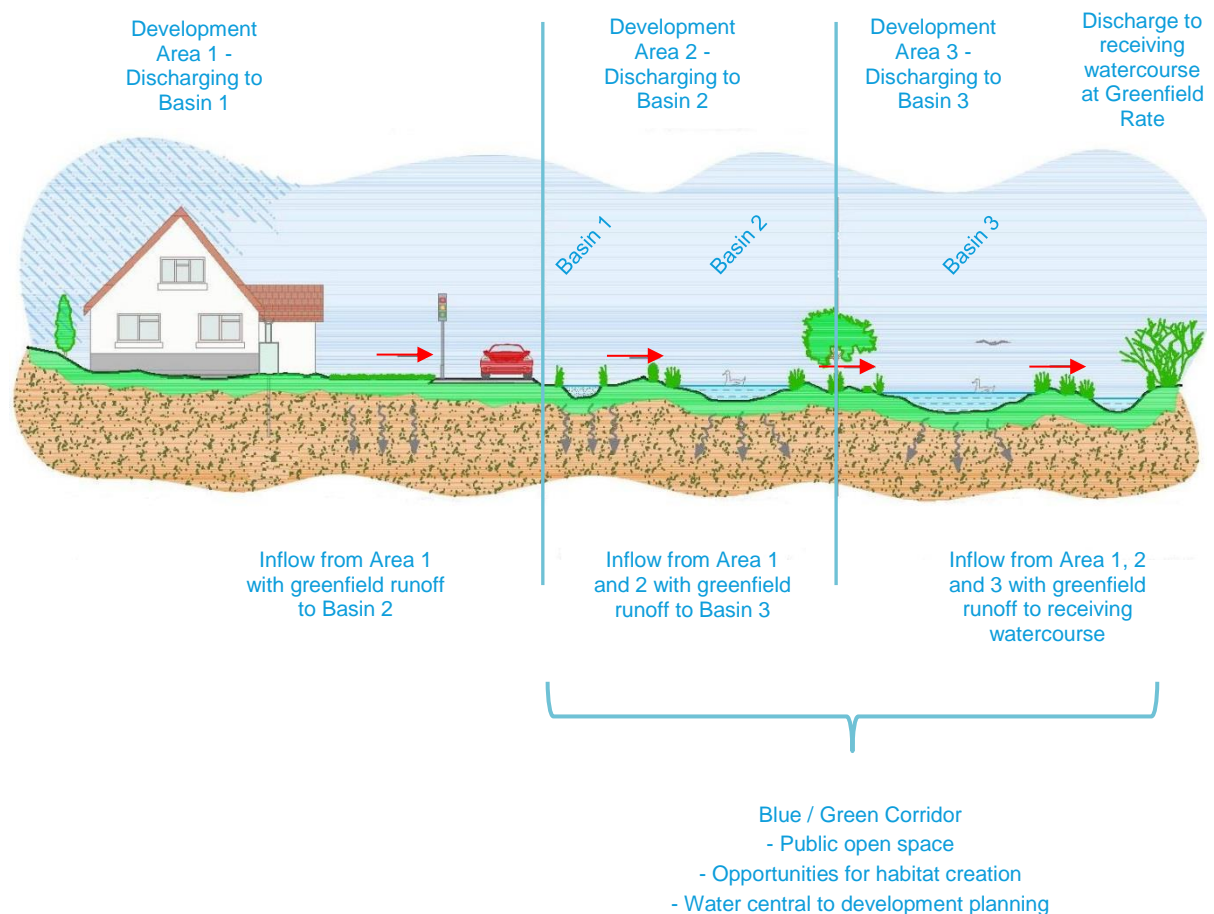 Development
Area 1 -
Discharging to
Basin 1
Development
Area 2 -
Discharging to
Basin 2
Development
Area 3 -
Discharging to
Basin 3
Discharge to
receiving
watercourse
at Greenfield
Rate
Basin 1
Basin 2
Basin 3
Inflow from Area 1
with greenfield runoff
to Basin 2
Inflow from Area 1
and 2 with greenfield
runoff to Basin 3
Inflow from Area 1, 2
and 3 with greenfield
runoff to receiving
watercourse
Blue / Green Corridor
- Public open space
- Opportunities for habitat creation
- Water central to development planning